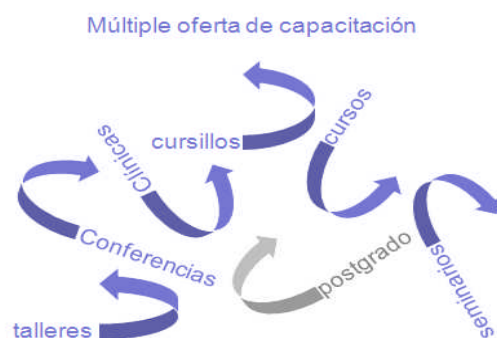 Múltiple oferta de capacitación
cursillos
cursos
Clínicas
Conferencias
postgrado
seminarios
talleres